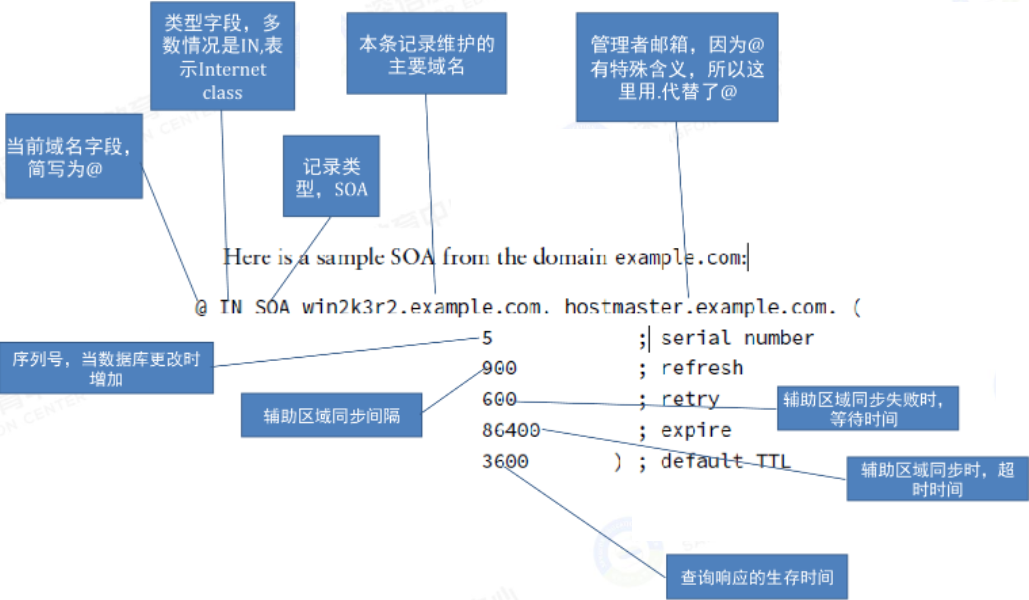 类型字段，多
数情况是IN,表
示Internet
class
本条记录维护的
主要域名
管理者邮箱，因为@
有特殊含义，所以这
里用.代替了@
当前域名字段，
简写为@
记录类
型，SOA
Here is a sample SOA from the domain example.com:
@ IN SOA win2k3r2.example.com. hostmaster.example.com. (
5 ; serial number
900 ; refresh
600 ; retry
86400 ; expire
3600 ) ; default TTL
序列号，当数据库更改时
增加
辅助区域同步间隔
辅助区域同步失败时，
等待时间
辅助区域同步时，超
时时间
查询响应的生存时间